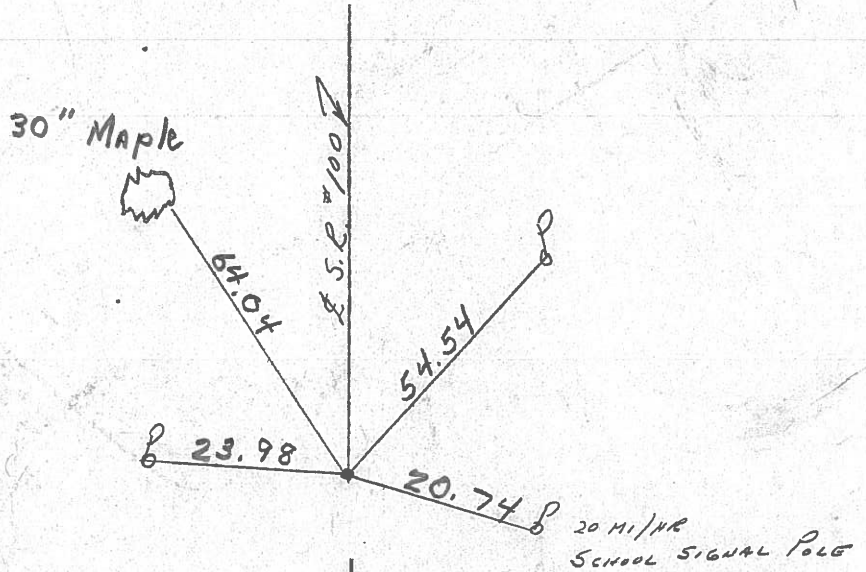 30" Maple
℄ S.R. #100
64.04
54.54
P
P 23.98
20.74 P
20 MI/HR
SCHOOL SIGNAL POLE